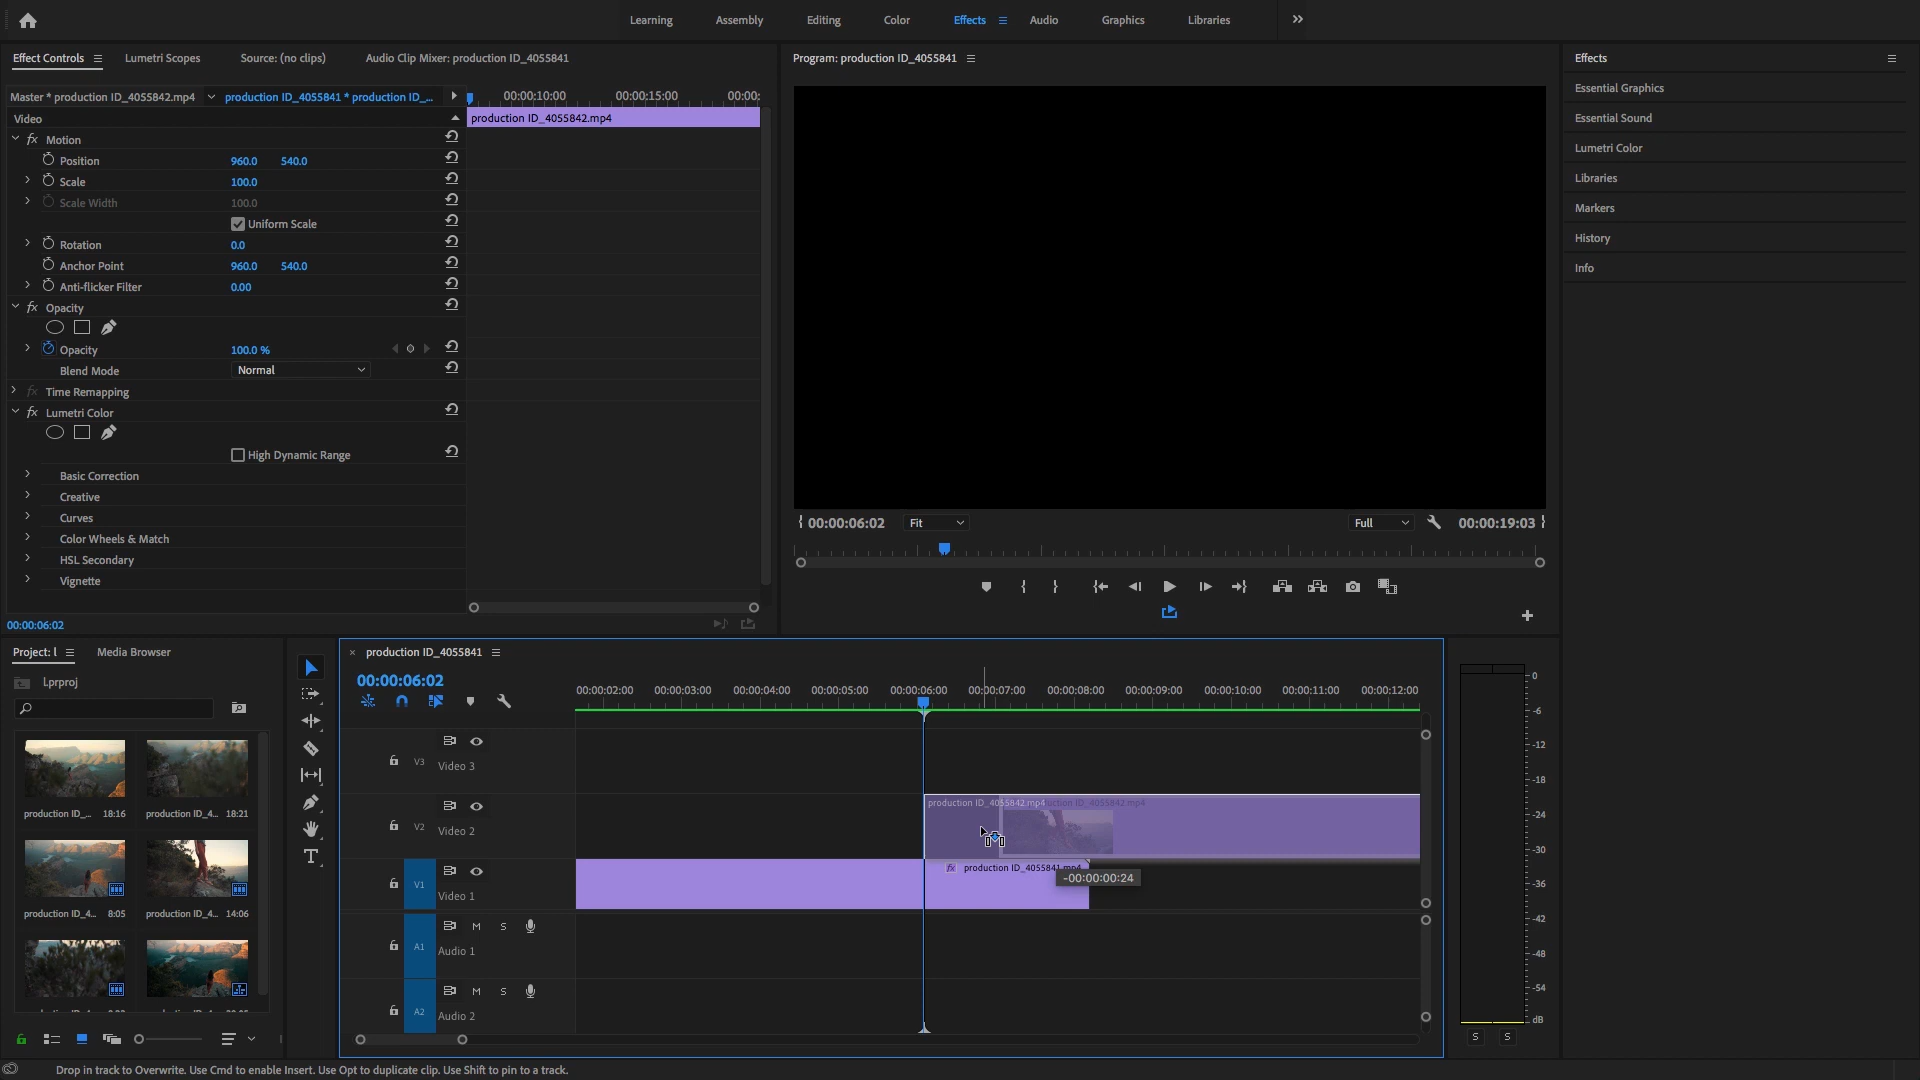 Learning
Assembly
Editing
Color
Effects
Audio
Graphics
Libraries
Effect Controls
Lumetri Scopes
Source: (no clips)
Audio Clip Mixer: production ID_4055841
Master * production ID_4055842.mp4
production ID_4055841 * production ID_...
00:00:10:00
00:00:15:00
00:00:
production ID_4055842.mp4
Video
fx Motion
Position 960.0 540.0
Scale 100.0
Scale Width 100.0
Uniform Scale
Rotation 0.0
Anchor Point 960.0 540.0
Anti-flicker Filter 0.00
fx Opacity
Opacity 100.0 %
Blend Mode Normal
fx Time Remapping
fx Lumetri Color
High Dynamic Range
Basic Correction
Creative
Curves
Color Wheels & Match
HSL Secondary
Vignette
00:00:06:02
Program: production ID_4055841
00:00:06:02
Fit
Full
00:00:19:03
Effects
Essential Graphics
Essential Sound
Lumetri Color
Libraries
Markers
History
Info
Project: l
Media Browser
Lprproj
production ID_... 18:16
production ID_4... 18:21
production ID_4... 8:05
production ID_4... 14:06
production ID_4055841
00:00:06:02
00:00:02:00
00:00:03:00
00:00:04:00
00:00:05:00
00:00:06:00
00:00:07:00
00:00:08:00
00:00:09:00
00:00:10:00
00:00:11:00
00:00:12:00
V3 Video 3
V2 Video 2
production ID_4055842.mp4
V1 Video 1
fx production ID_4055841.mp4
-00:00:00:24
M S
A1 Audio 1
M S
A2 Audio 2
0
-6
-12
-18
-24
-30
-36
-42
-48
-54
dB
S S
Drop in track to Overwrite. Use Cmd to enable Insert. Use Opt to duplicate clip. Use Shift to pin to a track.